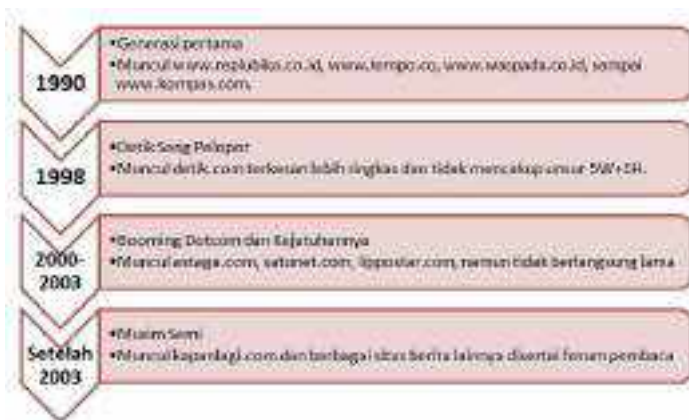 1990
•Generasi pertama
•Muncul www.replubika.co.id, www.tempo.co, www.waspada.co.id, sampai
www.kompas.com.
1998
•Detik Sang Pelopor
•Muncul detik.com terkesan lebih singkas dan tidak mencakup unsur 5W+1H.
2000-
2003
•Booming Dotcom dan Kejatuhannya
•Muncul astaga.com, satunet.com, lippostar.com, namun tidak berlangsung lama
Setelah
2003
•Musim Semi
•Muncul kapanlagi.com dan berbagai situs berita lainnya disertai forum pembaca